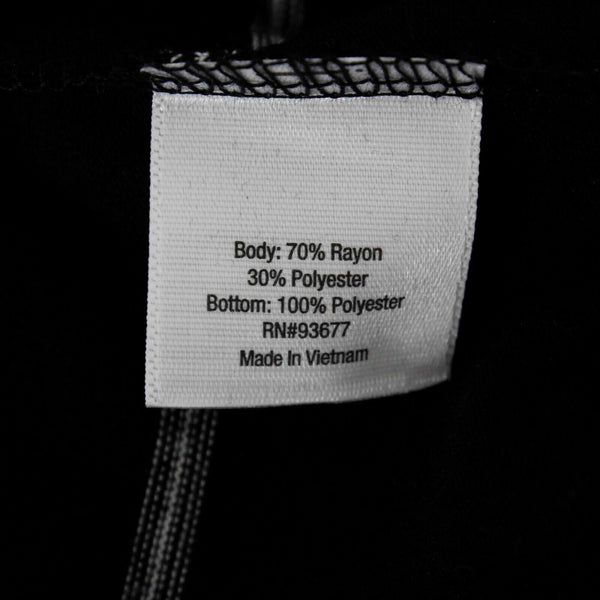 Body: 70% Rayon
30% Polyester
Bottom: 100% Polyester
RN#93677
Made In Vietnam